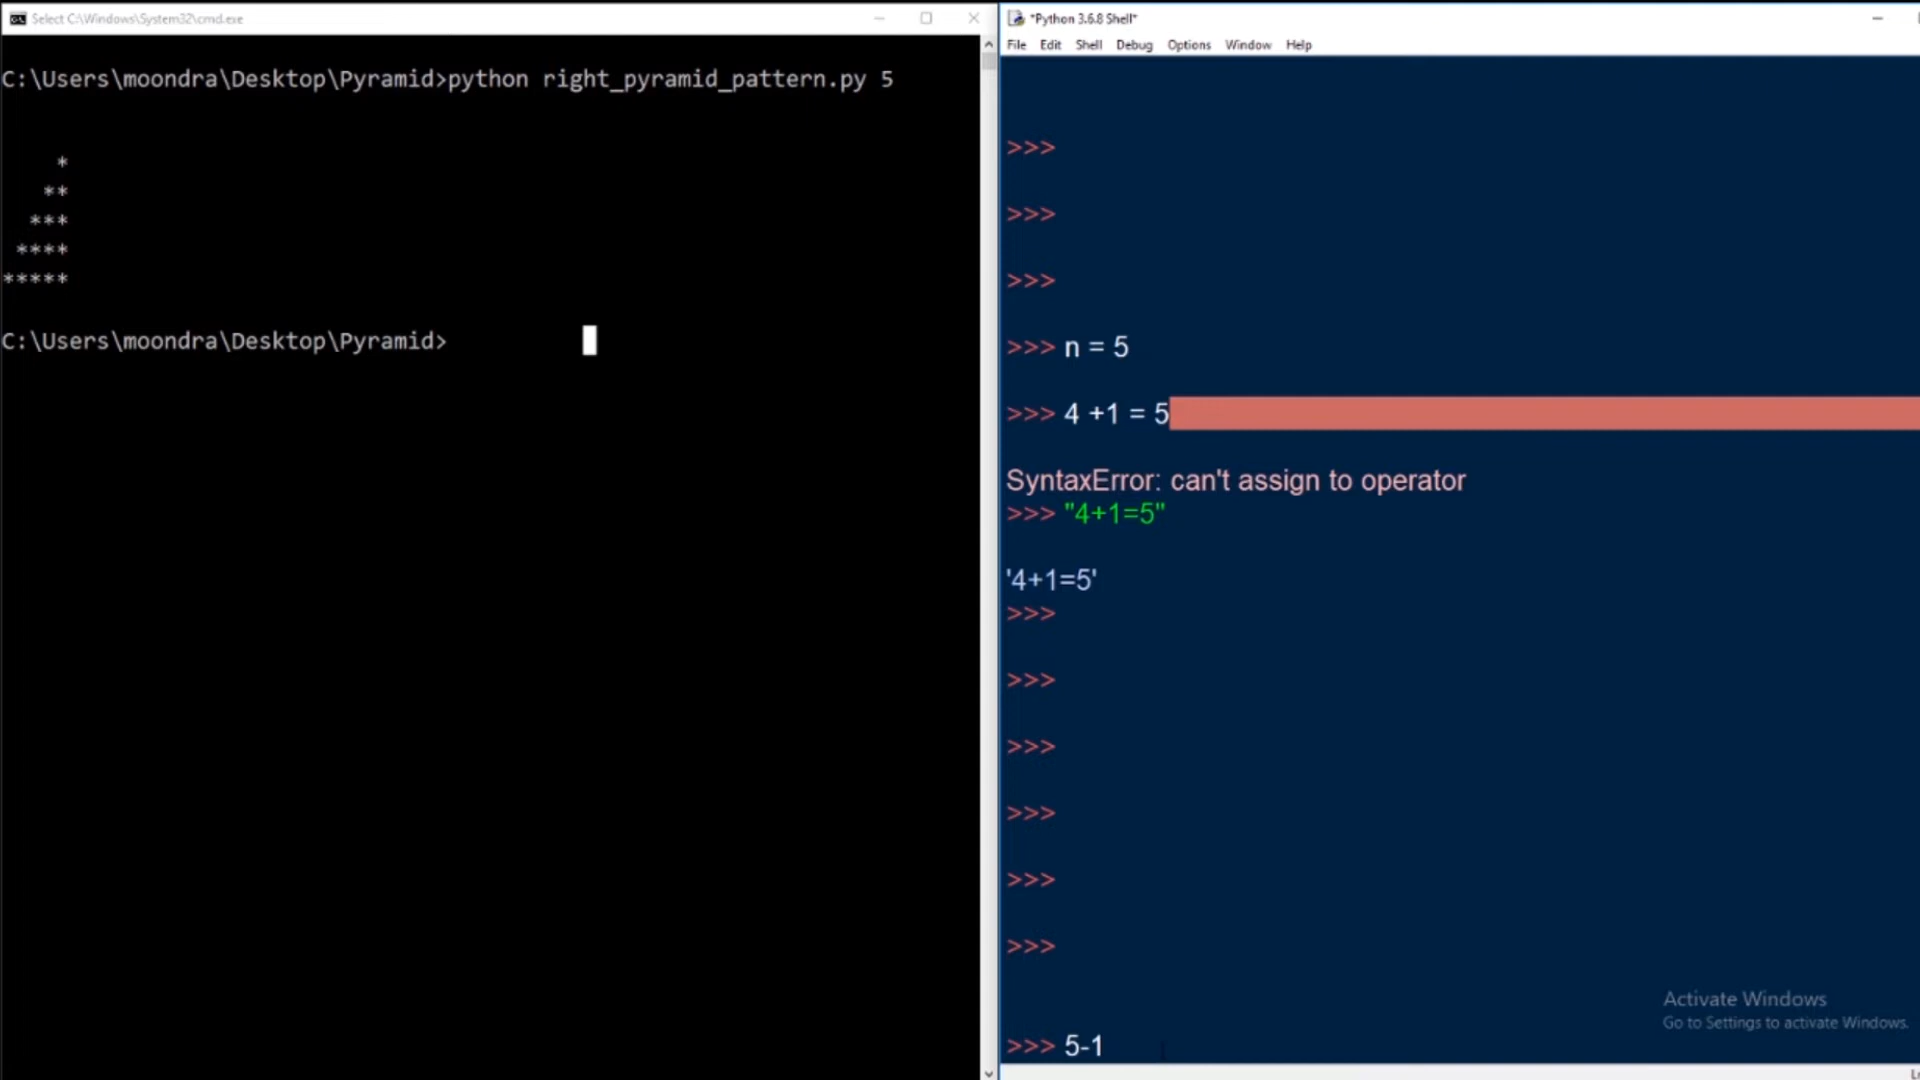 Select C:\Windows\System32\cmd.exe
C:\Users\moondra\Desktop\Pyramid>python right_pyramid_pattern.py 5
*
**
***
****
*****
C:\Users\moondra\Desktop\Pyramid>
*Python 3.6.8 Shell*
File Edit Shell Debug Options Window Help
>>>
>>>
>>>
>>> n = 5
>>> 4 +1 = 5
SyntaxError: can't assign to operator
>>> "4+1=5"
'4+1=5'
>>>
>>>
>>>
>>>
>>>
>>>
>>> 5-1
Activate Windows
Go to Settings to activate Windows.